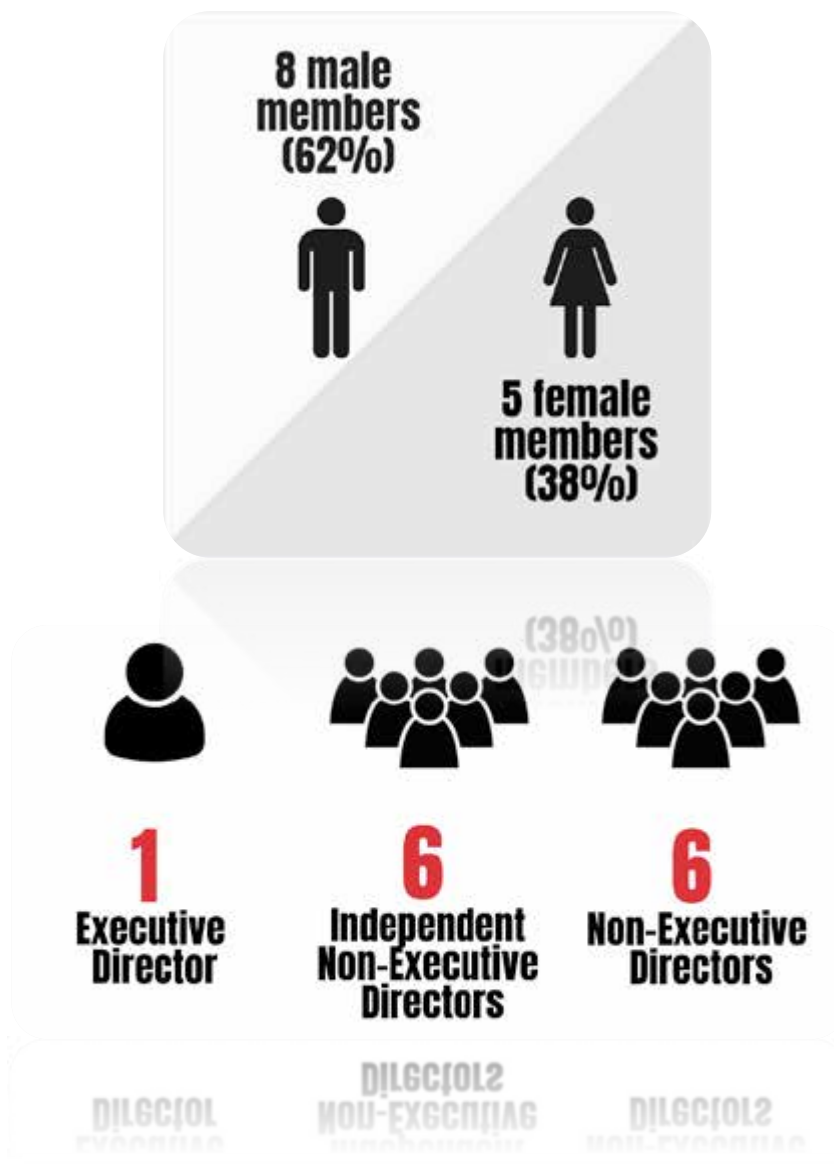 8 male
members
(62%)
5 female
members
(38%)
1
Executive
Director
6
Independent
Non-Executive
Directors
6
Non-Executive
Directors